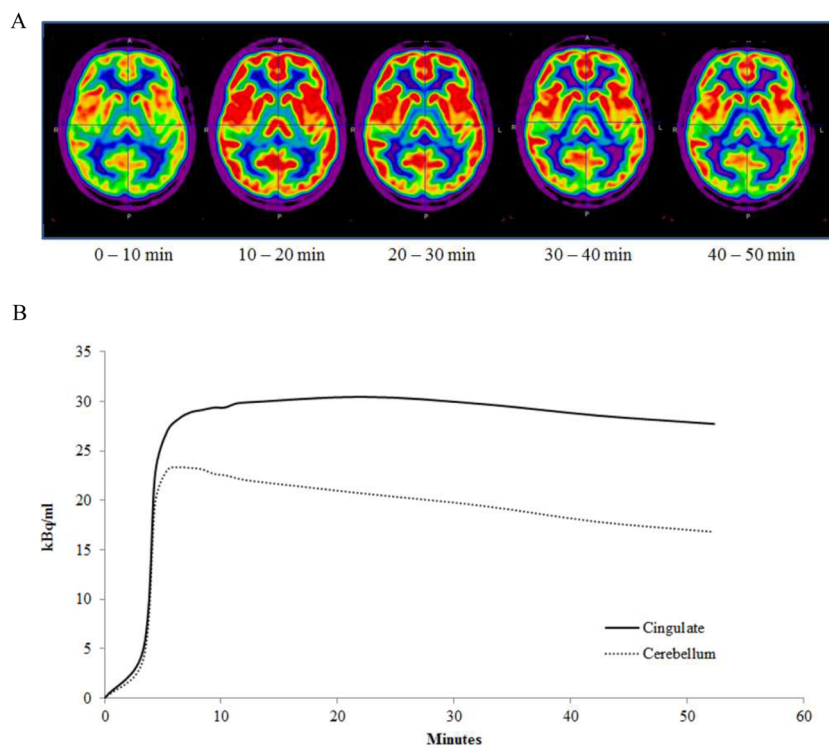 A
A A A A A
R L
P P P P P
0 – 10 min 10 – 20 min 20 – 30 min 30 – 40 min 40 – 50 min
B
35
30
25
20
15
10
5
0
kBq/ml
Cingulate
Cerebellum
0 10 20 30 40 50 60
Minutes